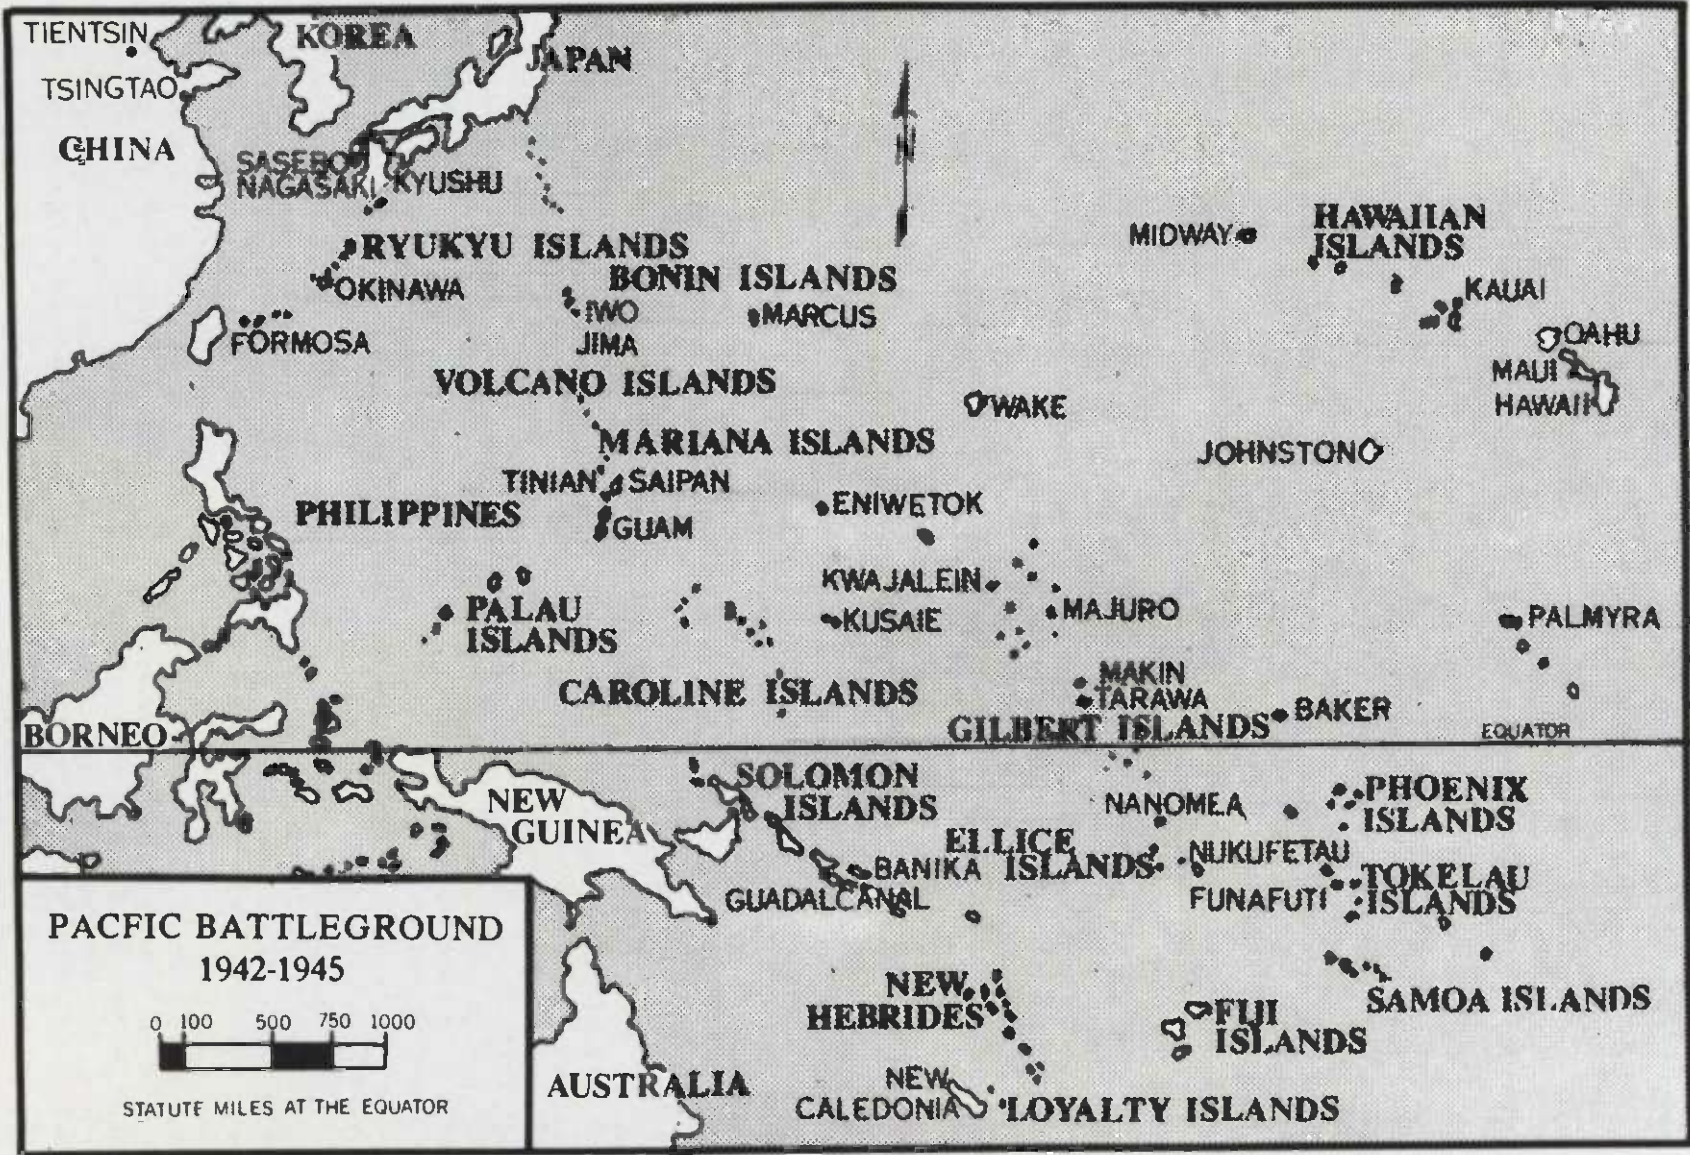 TIENTSIN
KOREA
JAPAN
TSINGTAO
CHINA
SASEBO
NAGASAKI
KYUSHU
RYUKYU ISLANDS
OKINAWA
BONIN ISLANDS
IWO
JIMA
MARCUS
FORMOSA
VOLCANO ISLANDS
MIDWAY
HAWAIIAN
ISLANDS
KAUAI
OAHU
MAUI
HAWAII
WAKE
JOHNSTON
MARIANA ISLANDS
TINIAN
SAIPAN
GUAM
PHILIPPINES
ENIWETOK
KWAJALEIN
KUSAIE
MAJURO
PALAU
ISLANDS
PALMYRA
CAROLINE ISLANDS
MAKIN
TARAWA
GILBERT ISLANDS
BAKER
BORNEO
EQUATOR
NEW
GUINEA
SOLOMON
ISLANDS
NANOMEA
PHOENIX
ISLANDS
ELLICE
ISLANDS
NUKUFETAU
FUNAFUTI
TOKELAU
ISLANDS
BANIKA
GUADALCANAL
NEW
HEBRIDES
FIJI
ISLANDS
SAMOA ISLANDS
AUSTRALIA
NEW
CALEDONIA
LOYALTY ISLANDS
PACFIC BATTLEGROUND
1942-1945
0 100 500 750 1000
STATUTE MILES AT THE EQUATOR